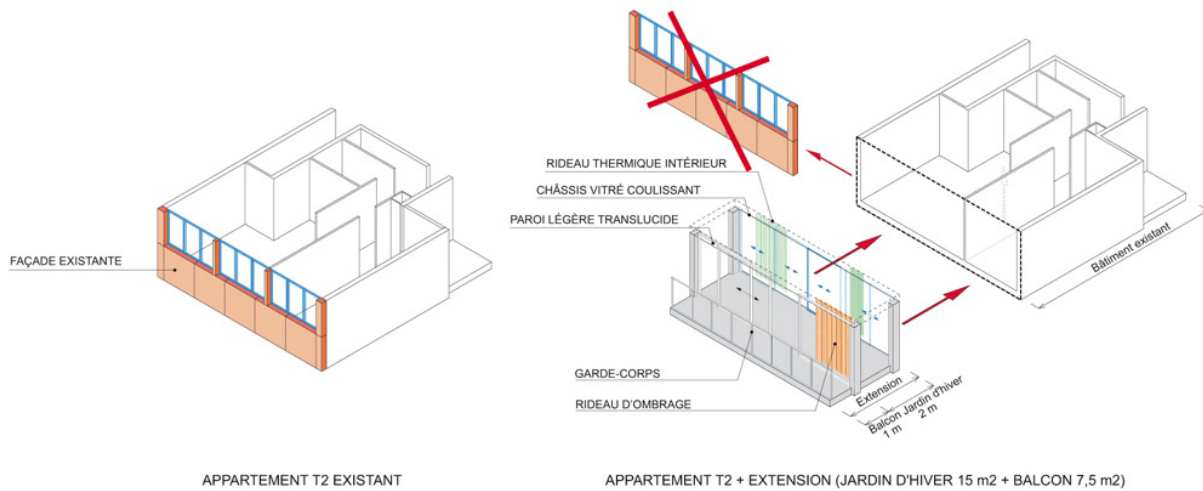 RIDEAU THERMIQUE INTÉRIEUR
CHÂSSIS VITRÉ COULISSANT
PAROI LÉGÈRE TRANSLUCIDE
FAÇADE EXISTANTE
Bâtiment existant
GARDE-CORPS
RIDEAU D'OMBRAGE
Extension
Balcon Jardin d'hiver
1 m 2 m
APPARTEMENT T2 EXISTANT
APPARTEMENT T2 + EXTENSION (JARDIN D'HIVER 15 m2 + BALCON 7,5 m2)